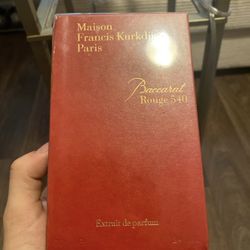 Maison
Francis Kurkdjian
Paris
Baccarat
Rouge 540
Extrait de parfum